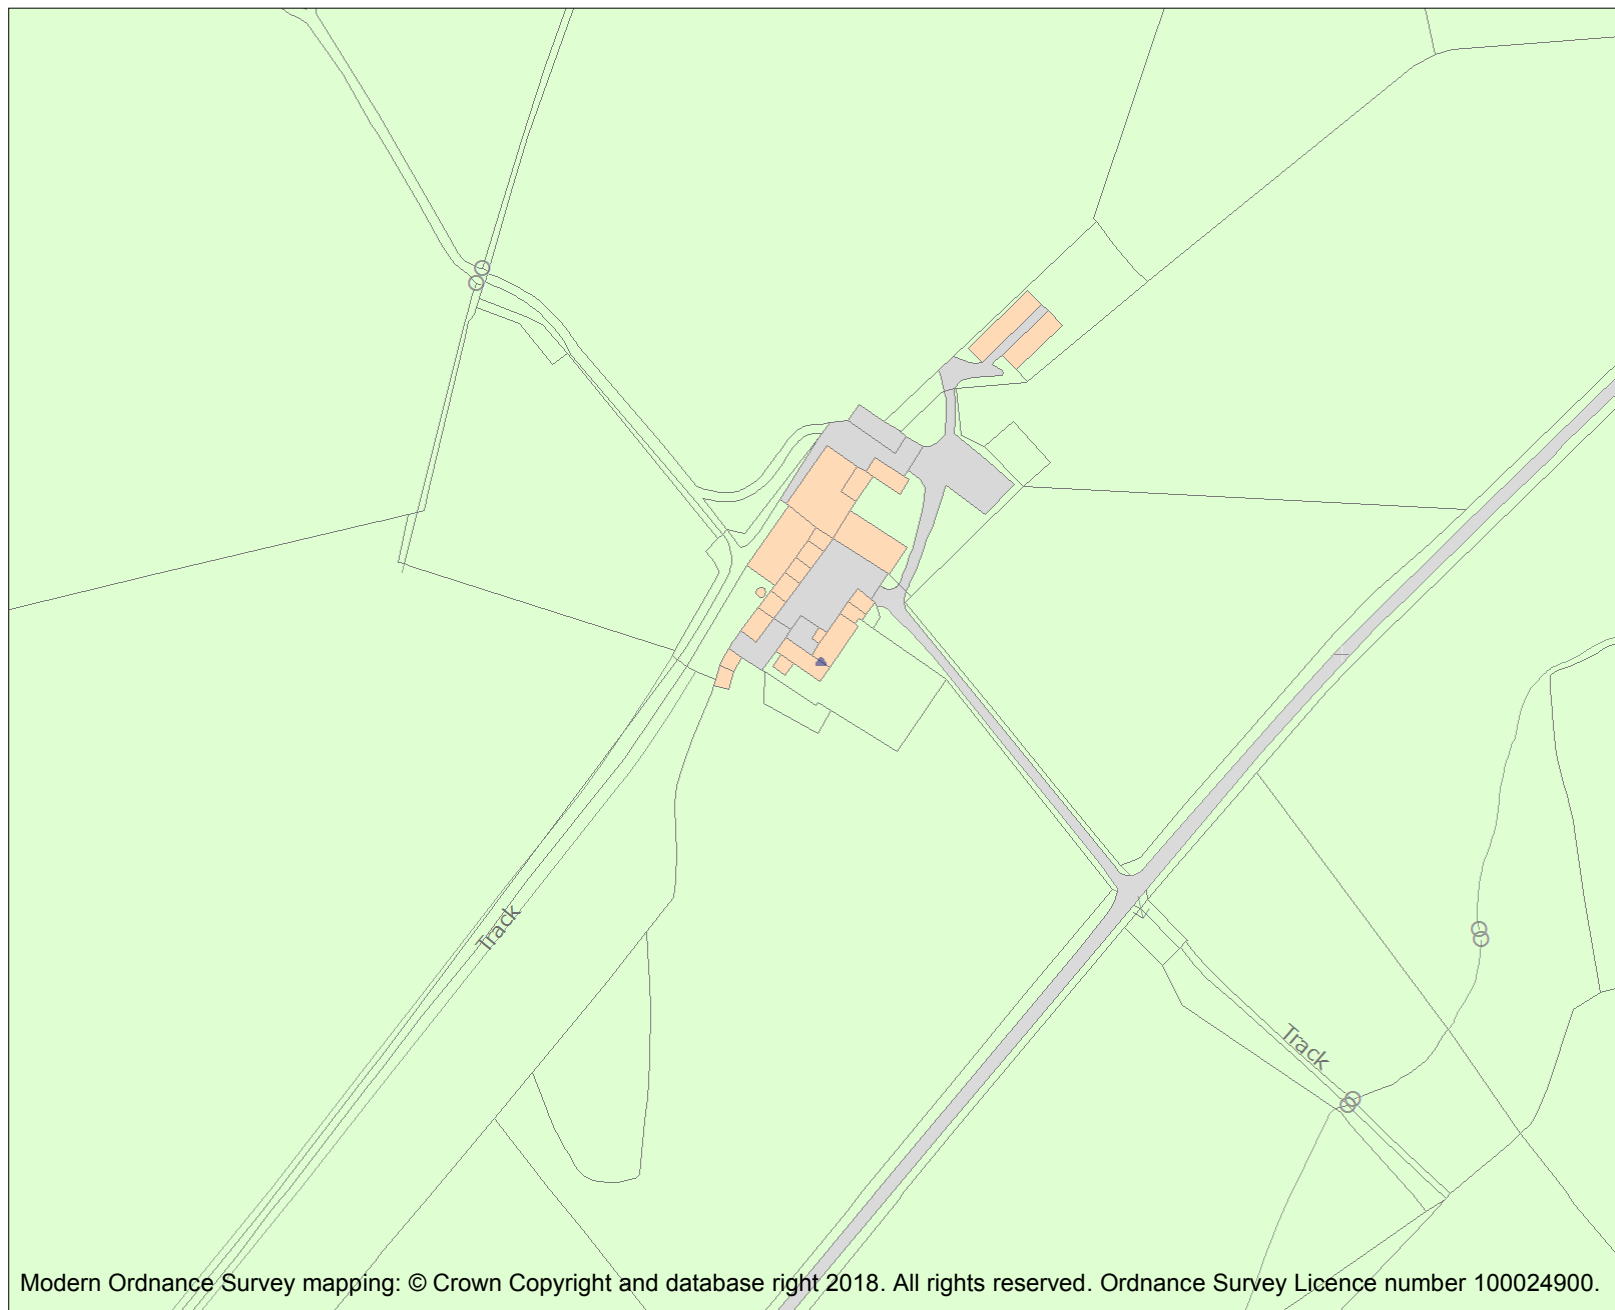 Track
Track
Modern Ordnance Survey mapping: © Crown Copyright and database right 2018. All rights reserved. Ordnance Survey Licence number 100024900.